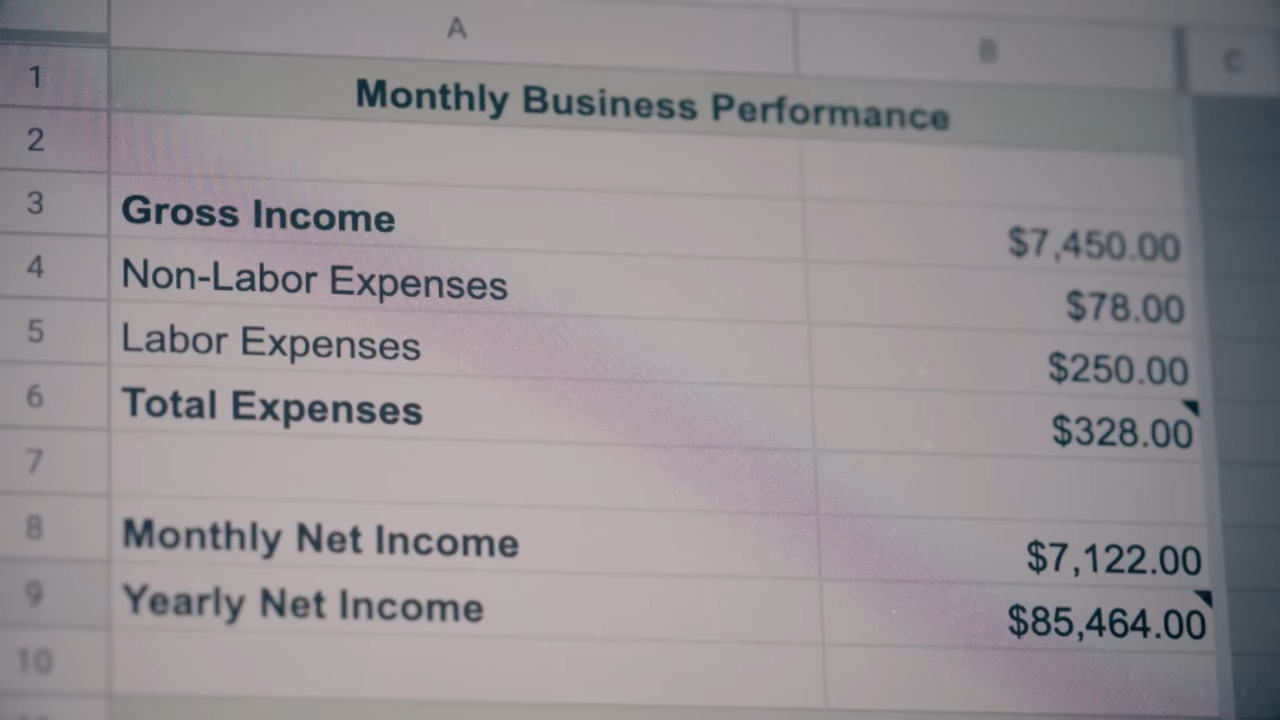 A B C
1 Monthly Business Performance
2
3 Gross Income $7,450.00
4 Non-Labor Expenses $78.00
5 Labor Expenses $250.00
6 Total Expenses $328.00
7
8 Monthly Net Income $7,122.00
9 Yearly Net Income $85,464.00
10